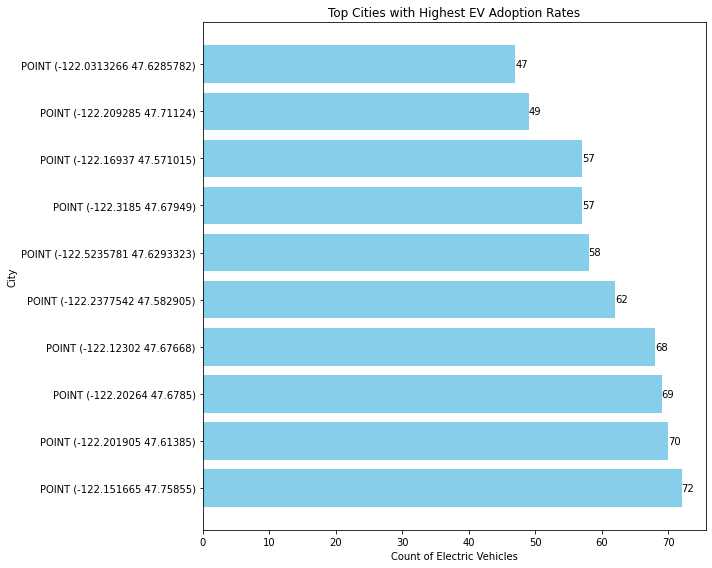 Top Cities with Highest EV Adoption Rates
City
POINT (-122.0313266 47.6285782)
47
POINT (-122.209285 47.71124)
49
POINT (-122.16937 47.571015)
57
POINT (-122.3185 47.67949)
57
POINT (-122.5235781 47.6293323)
58
POINT (-122.2377542 47.582905)
62
POINT (-122.12302 47.67668)
68
POINT (-122.20264 47.6785)
69
POINT (-122.201905 47.61385)
70
POINT (-122.151665 47.75855)
72
0 10 20 30 40 50 60 70
Count of Electric Vehicles